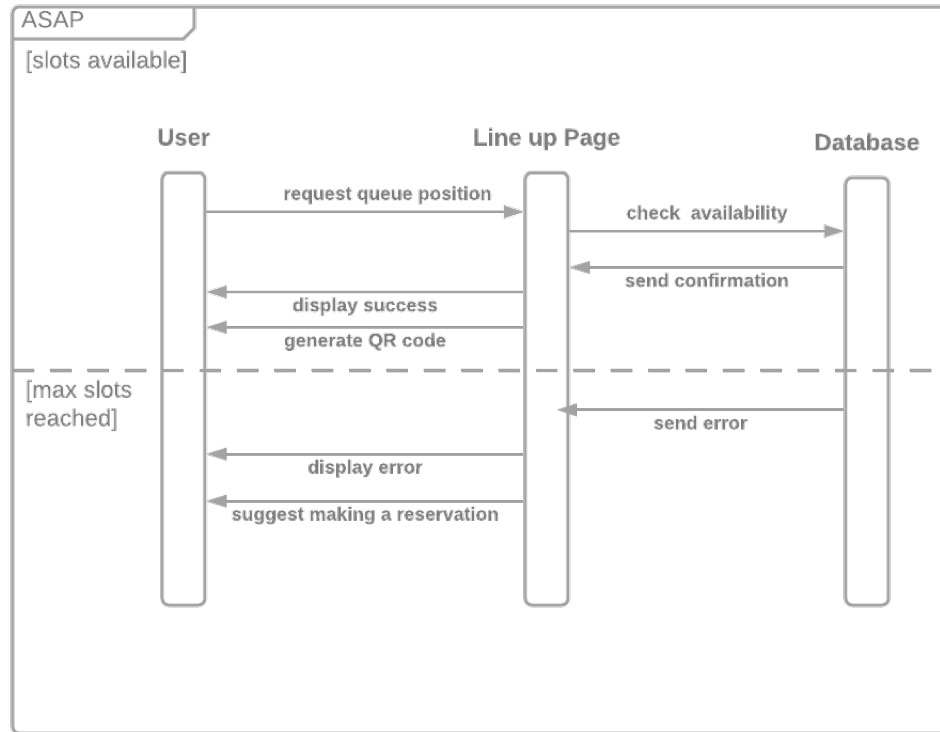 ASAP
[slots available]
User
Line up Page
Database
request queue position
check availability
send confirmation
display success
generate QR code
[max slots
reached]
send error
display error
suggest making a reservation